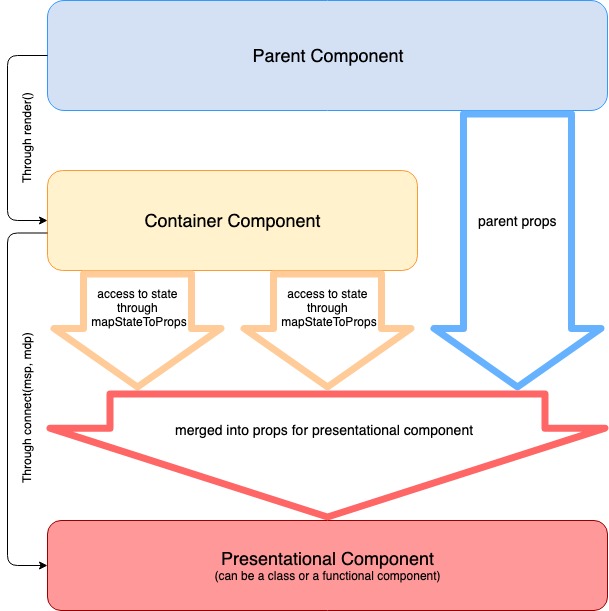 Parent Component
Through render()
Container Component
parent props
access to state
through
mapStateToProps
access to state
through
mapStateToProps
Through connect(msp, mdp)
merged into props for presentational component
Presentational Component
(can be a class or a functional component)